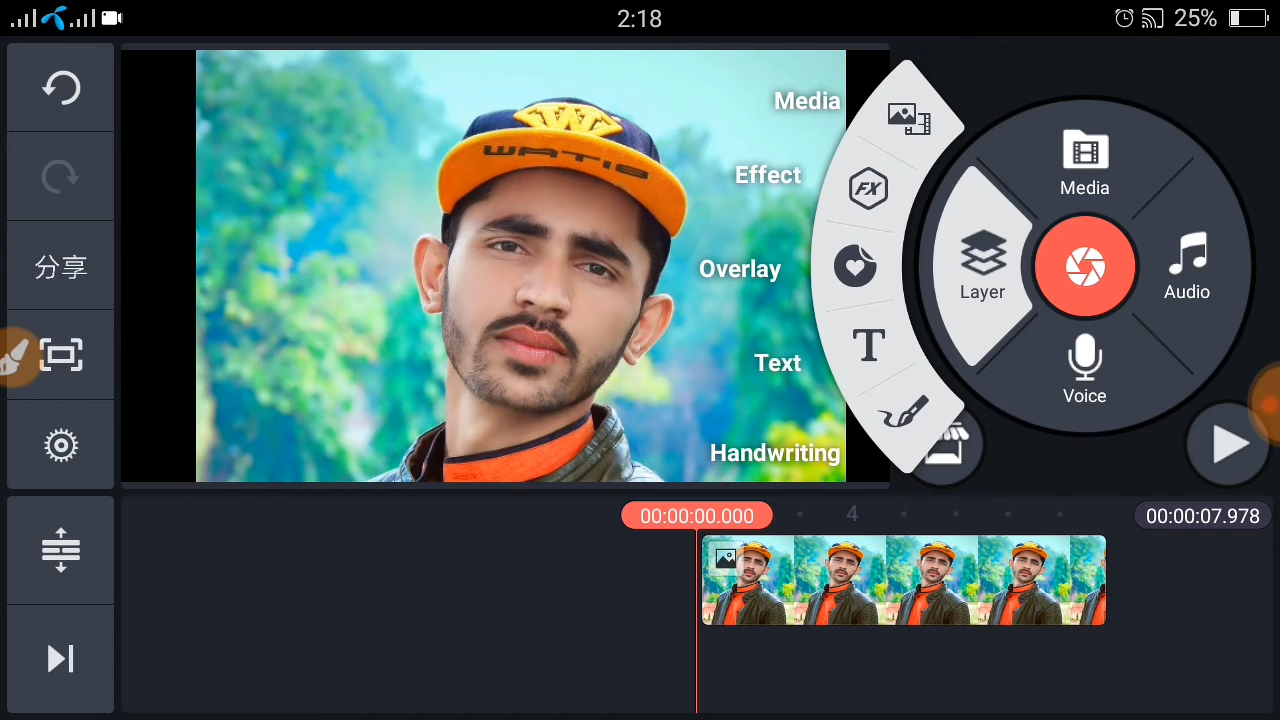 2:18
25%
分享
W
WATIB
Media
Effect
Overlay
Text
Handwriting
FX
T
Media
Layer
Audio
Voice
00:00:00.000
4
00:00:07.978